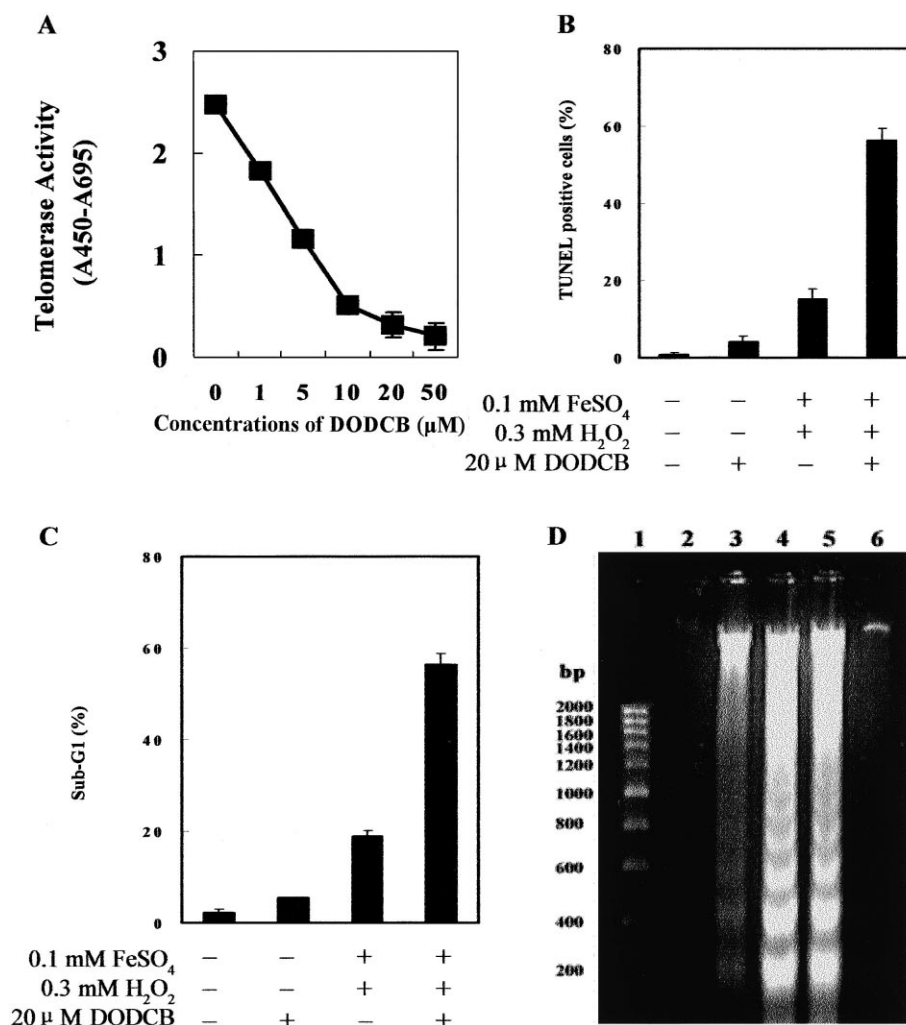 A
Telomerase Activity
(A450-A695)
3
2
1
0
0 1 5 10 20 50
Concentrations of DODCB (µM)
B
TUNEL positive cells (%)
80
60
40
20
0
0.1 mM FeSO₄ − − + +
0.3 mM H₂O₂ − − + +
20 µ M DODCB − + − +
C
Sub-G1 (%)
80
60
40
20
0
0.1 mM FeSO₄ − − + +
0.3 mM H₂O₂ − − + +
20 µ M DODCB − + − +
D
1 2 3 4 5 6
bp
2000
1800
1600
1400
1200
1000
800
600
400
200